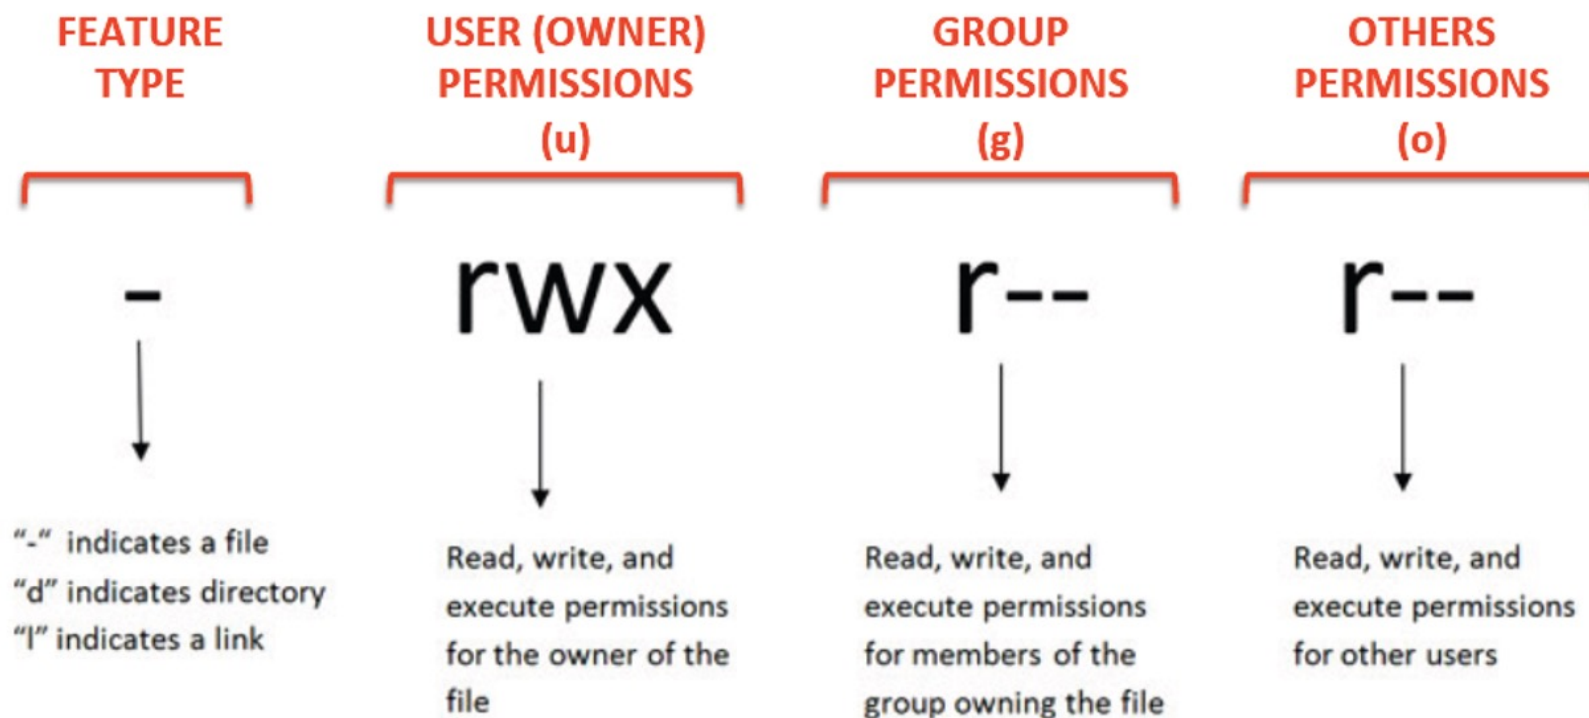 FEATURE
TYPE
USER (OWNER)
PERMISSIONS
(u)
GROUP
PERMISSIONS
(g)
OTHERS
PERMISSIONS
(o)
-
rwx
r--
r--
“-“ indicates a file
“d” indicates directory
“l” indicates a link
Read, write, and
execute permissions
for the owner of the
file
Read, write, and
execute permissions
for members of the
group owning the file
Read, write, and
execute permissions
for other users